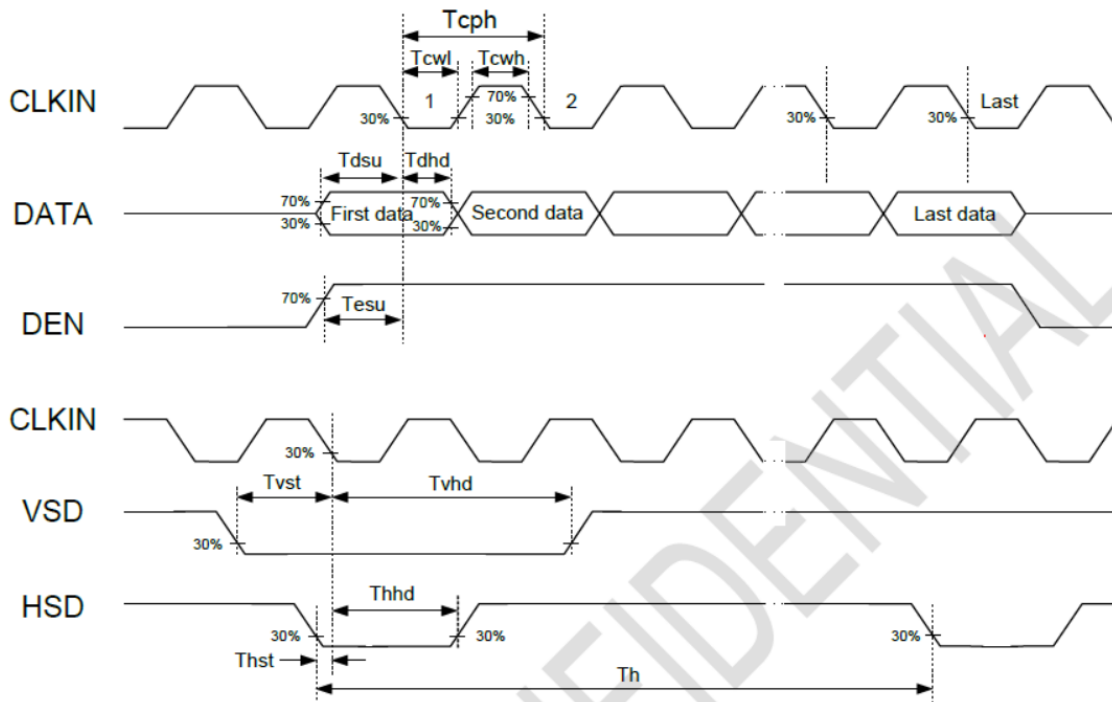 Tcph
Tcwl Tcwh
CLKIN 30% 1 70% 30% 2 30% 30% Last
Tdsu Tdhd
DATA 70% 30% First data 70% 30% Second data Last data
DEN 70% Tesu
CLKIN 30%
Tvst Tvhd
VSD 30%
Thhd
HSD 30% 30% 30%
Thst
Th
FIDENTIAL